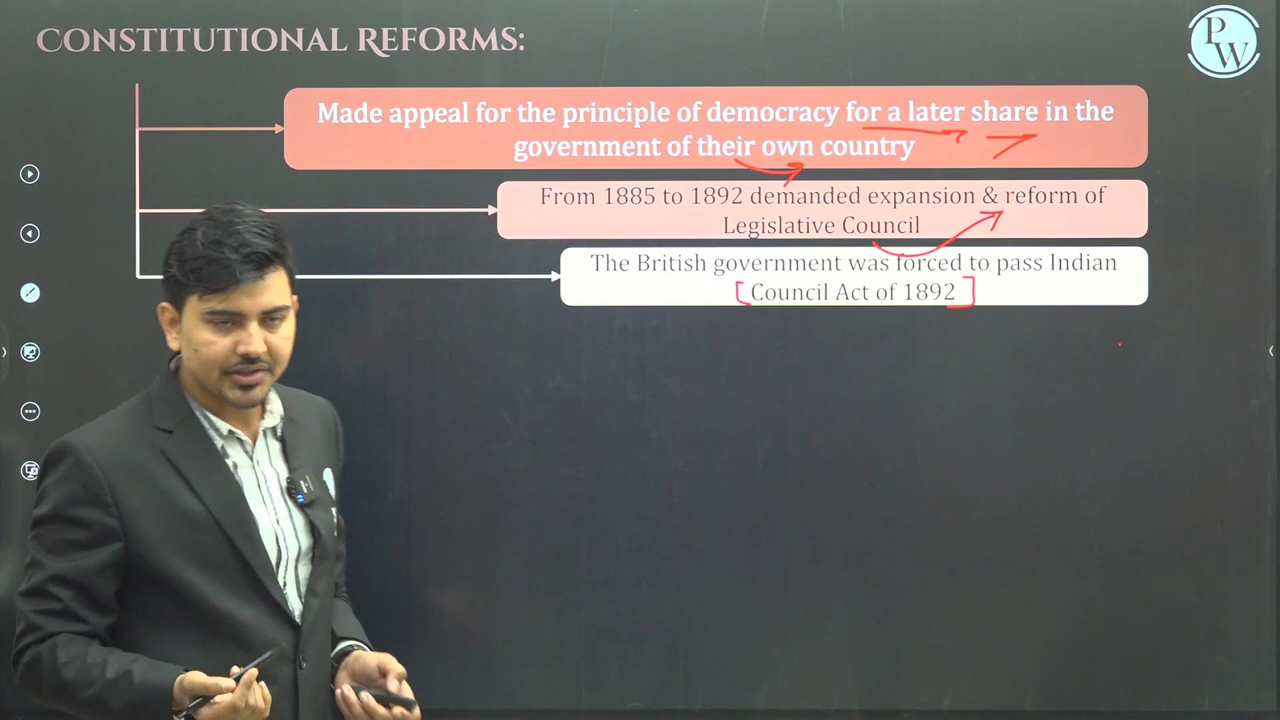 CONSTITUTIONAL REFORMS:
PW
Made appeal for the principle of democracy for a later share in the
government of their own country
From 1885 to 1892 demanded expansion & reform of
Legislative Council
The British government was forced to pass Indian
Council Act of 1892